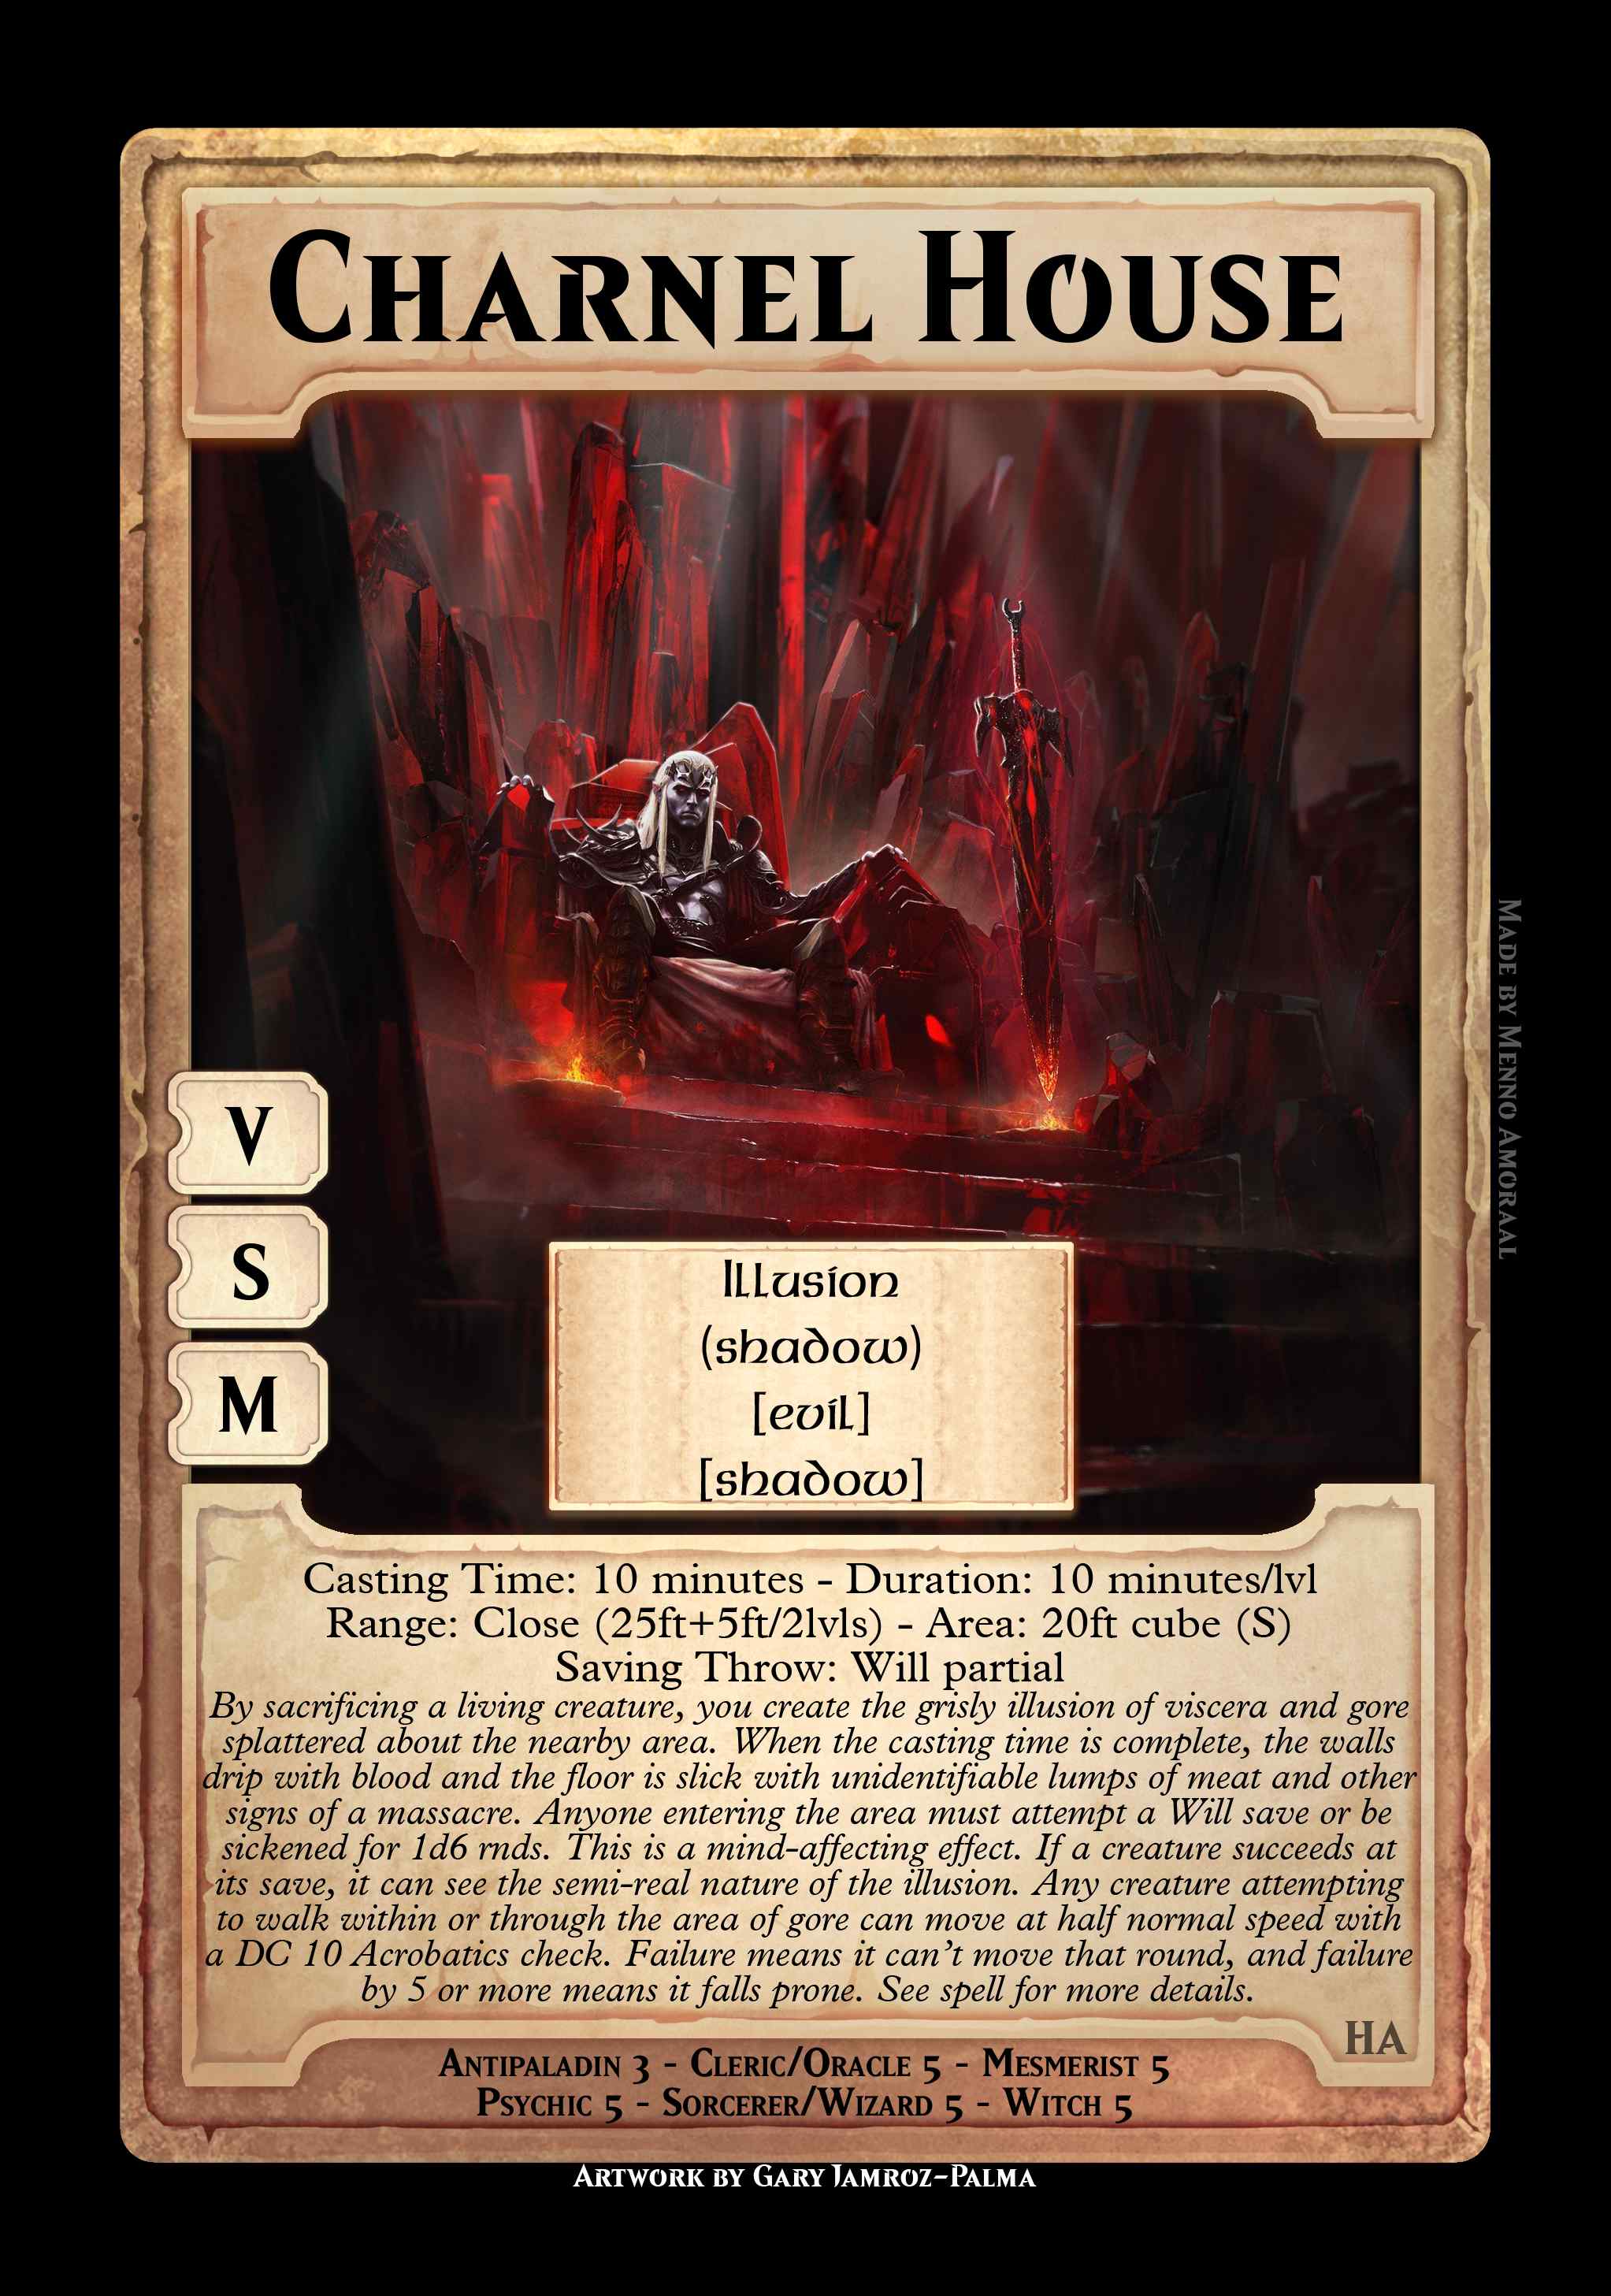 Charnel House
V
S
M
Illusion
(shadow)
[evil]
[shadow]
Casting Time: 10 minutes - Duration: 10 minutes/lvl
Range: Close (25ft+5ft/2lvls) - Area: 20ft cube (S)
Saving Throw: Will partial
By sacrificing a living creature, you create the grisly illusion of viscera and gore
splattered about the nearby area. When the casting time is complete, the walls
drip with blood and the floor is slick with unidentifiable lumps of meat and other
signs of a massacre. Anyone entering the area must attempt a Will save or be
sickened for 1d6 rnds. This is a mind-affecting effect. If a creature succeeds at
its save, it can see the semi-real nature of the illusion. Any creature attempting
to walk within or through the area of gore can move at half normal speed with
a DC 10 Acrobatics check. Failure means it can't move that round, and failure
by 5 or more means it falls prone. See spell for more details.
HA
Antipaladin 3 - Cleric/Oracle 5 - Mesmerist 5
Psychic 5 - Sorcerer/Wizard 5 - Witch 5
Artwork by Gary Jamroz-Palma
Made by Menno Amoraal